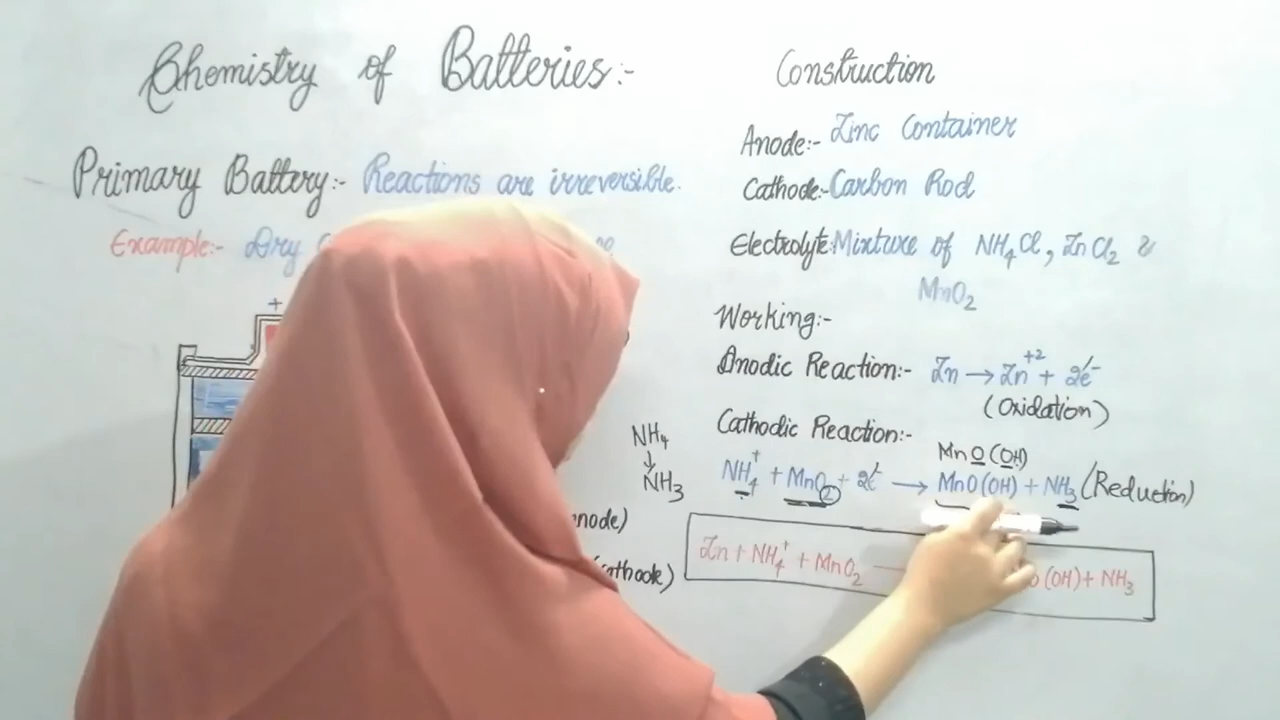 Chemistry of Batteries:-
Primary Battery:- Reactions are irreversible.
Example:- Dry
+
Construction
Anode:- Zinc Container
Cathode:- Carbon Rod
Electrolyte:Mixture of NH4Cl, ZnCl2 &
MnO2
Working:-
Anodic Reaction:- Zn → Zn+2 + 2e-
(Oxidation)
Cathodic Reaction:-
MnO(OH)
NH4+ + MnO2 + 2e- → MnO(OH) + NH3 (Reduction)
NH4
↓
NH3
Zn + NH4+ + MnO2 (OH) + NH3